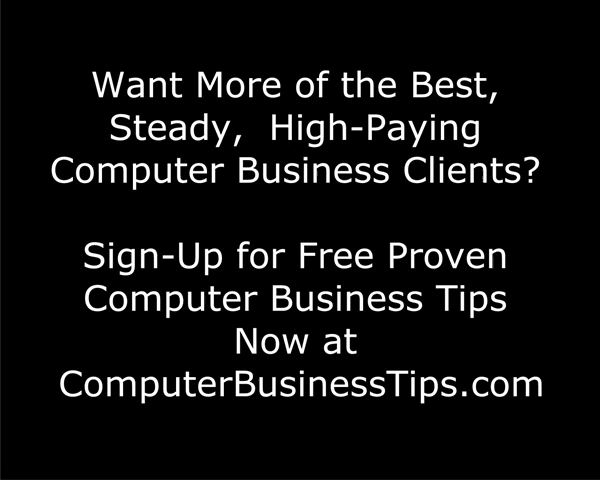 Want More of the Best,
Steady,  High-Paying
Computer Business Clients?
Sign-Up for Free Proven
Computer Business Tips
Now at
ComputerBusinessTips.com